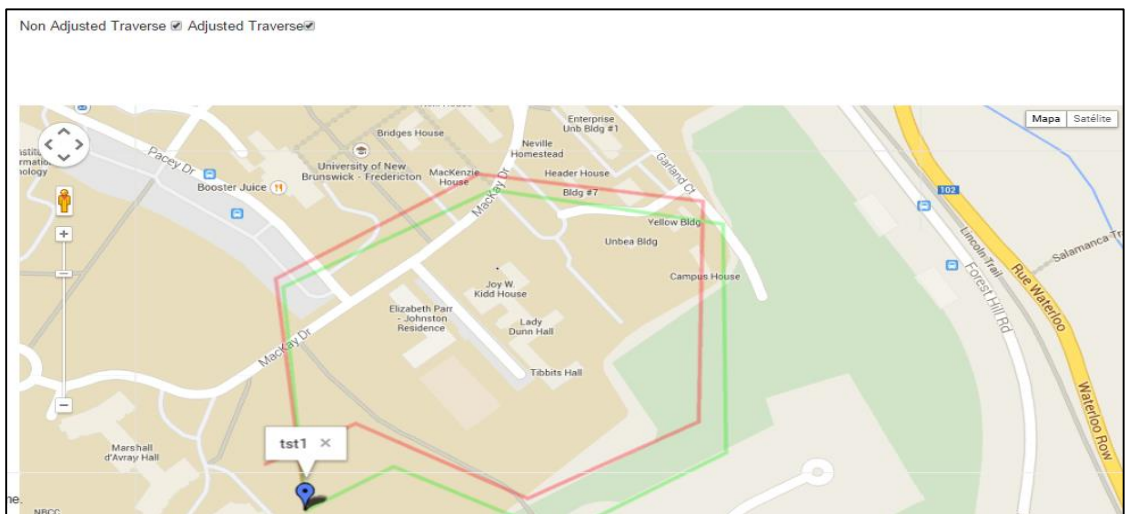 Non Adjusted Traverse Adjusted Traverse
Mapa Satélite
Enterprise
Unb Bldg #1
Bridges House
Neville
Homestead
Pacey Dr
University of New
Brunswick - Fredericton
MacKenzie
House
Header House
Garland Ct
Booster Juice
Bldg #7
MacKay Dr
102
Yellow Bldg
Unbea Bldg
Lincoln Trail
Salamanca Tr
Campus House
Forest Hill Rd
Rue Waterloo
Joy W.
Kidd House
Elizabeth Parr
- Johnston
Residence
Lady
Dunn Hall
MacKay Dr
Tibbits Hall
Waterloo Row
tst1 ×
Marshall
d'Avray Hall
ne.
NBCC